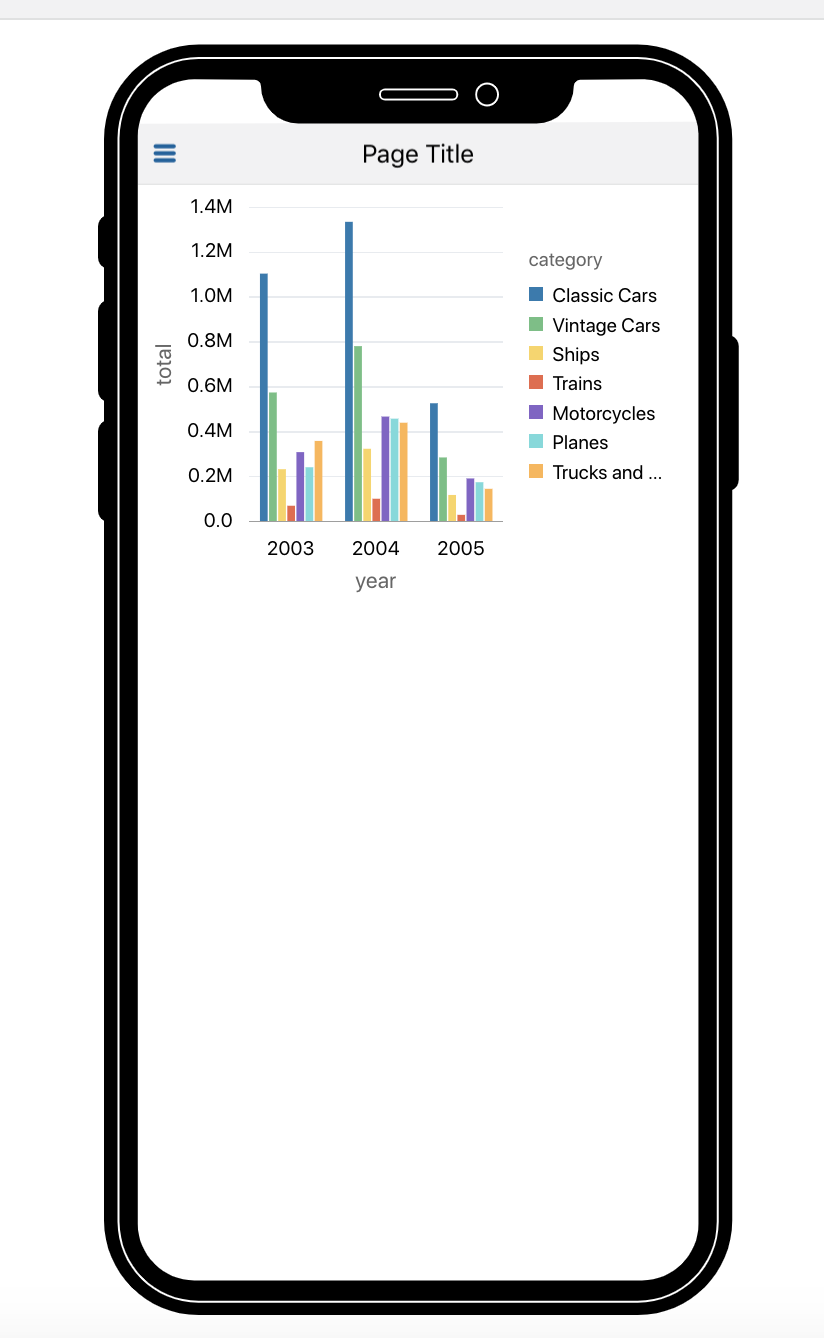 Page Title
1.4M
1.2M
1.0M
0.8M
0.6M
0.4M
0.2M
0.0
total
2003 2004 2005
year
category
Classic Cars
Vintage Cars
Ships
Trains
Motorcycles
Planes
Trucks and ...